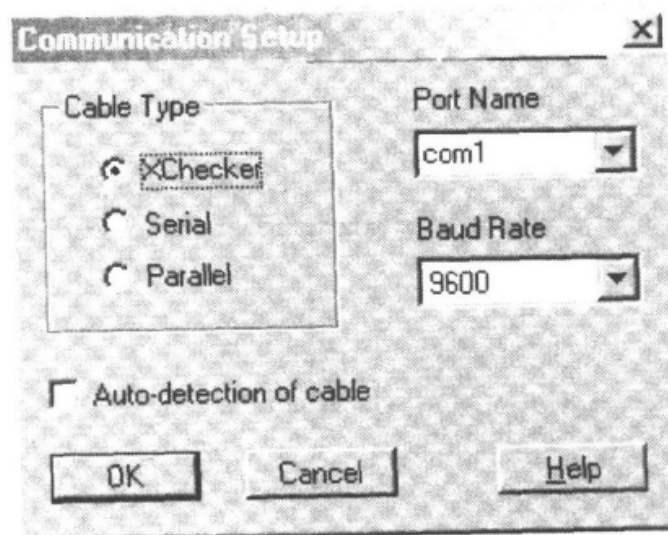 Communication Setup
Cable Type
XChecker
Serial
Parallel
Port Name
com1
Baud Rate
9600
Auto-detection of cable
OK
Cancel
Help